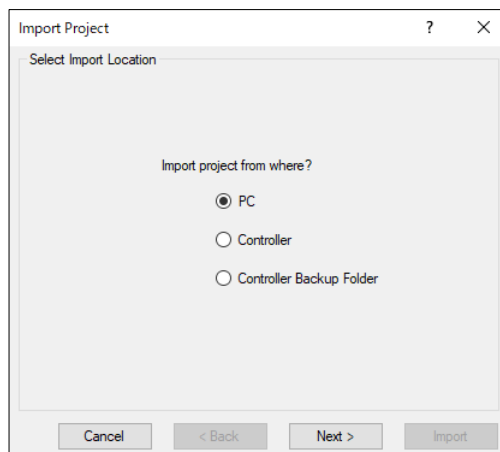 Import Project ? ×
Select Import Location
Import project from where?
PC
Controller
Controller Backup Folder
Cancel < Back Next > Import